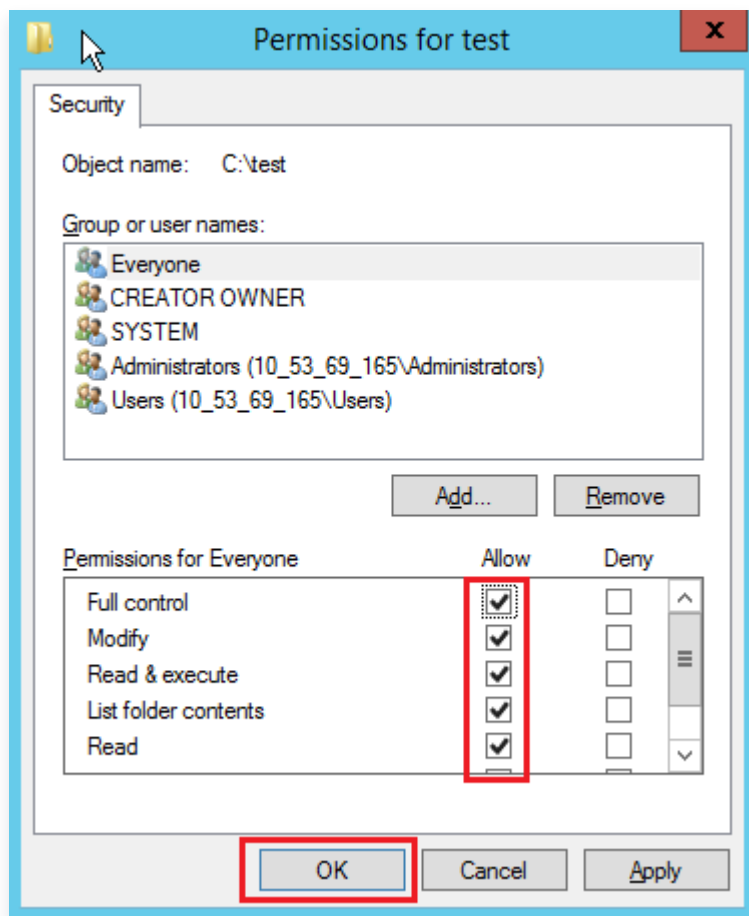 Permissions for test
x
Security
Object name: C:\test
Group or user names:
Everyone
CREATOR OWNER
SYSTEM
Administrators (10_53_69_165\Administrators)
Users (10_53_69_165\Users)
Add... Remove
Permissions for Everyone Allow Deny
Full control
Modify
Read & execute
List folder contents
Read
OK Cancel Apply